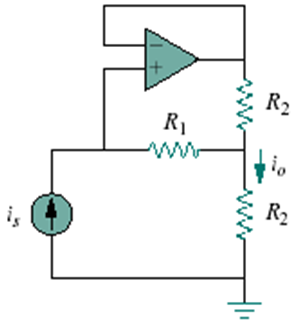 −
+
R₂
R₁
iₒ
iₛ
R₂